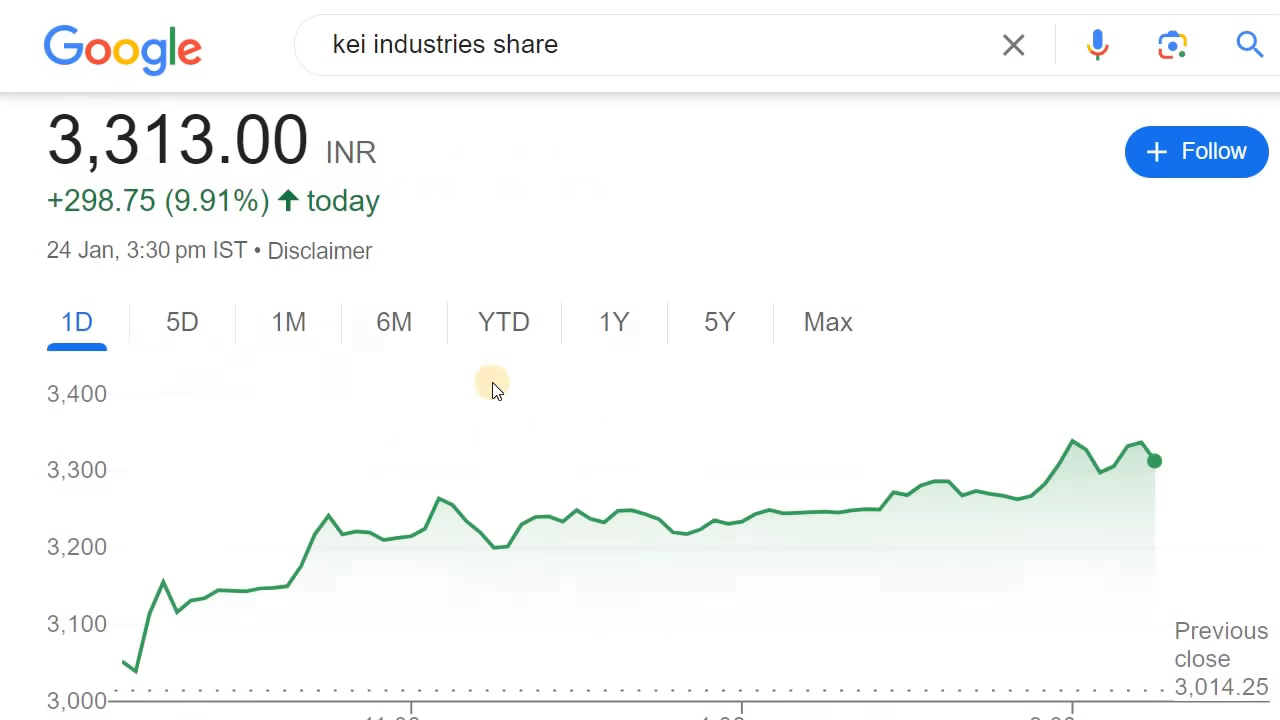 Google
kei industries share
3,313.00 INR
+ Follow
+298.75 (9.91%) ↑ today
24 Jan, 3:30 pm IST • Disclaimer
1D 5D 1M 6M YTD 1Y 5Y Max
3,400
3,300
3,200
3,100
3,000
Previous
close
3,014.25